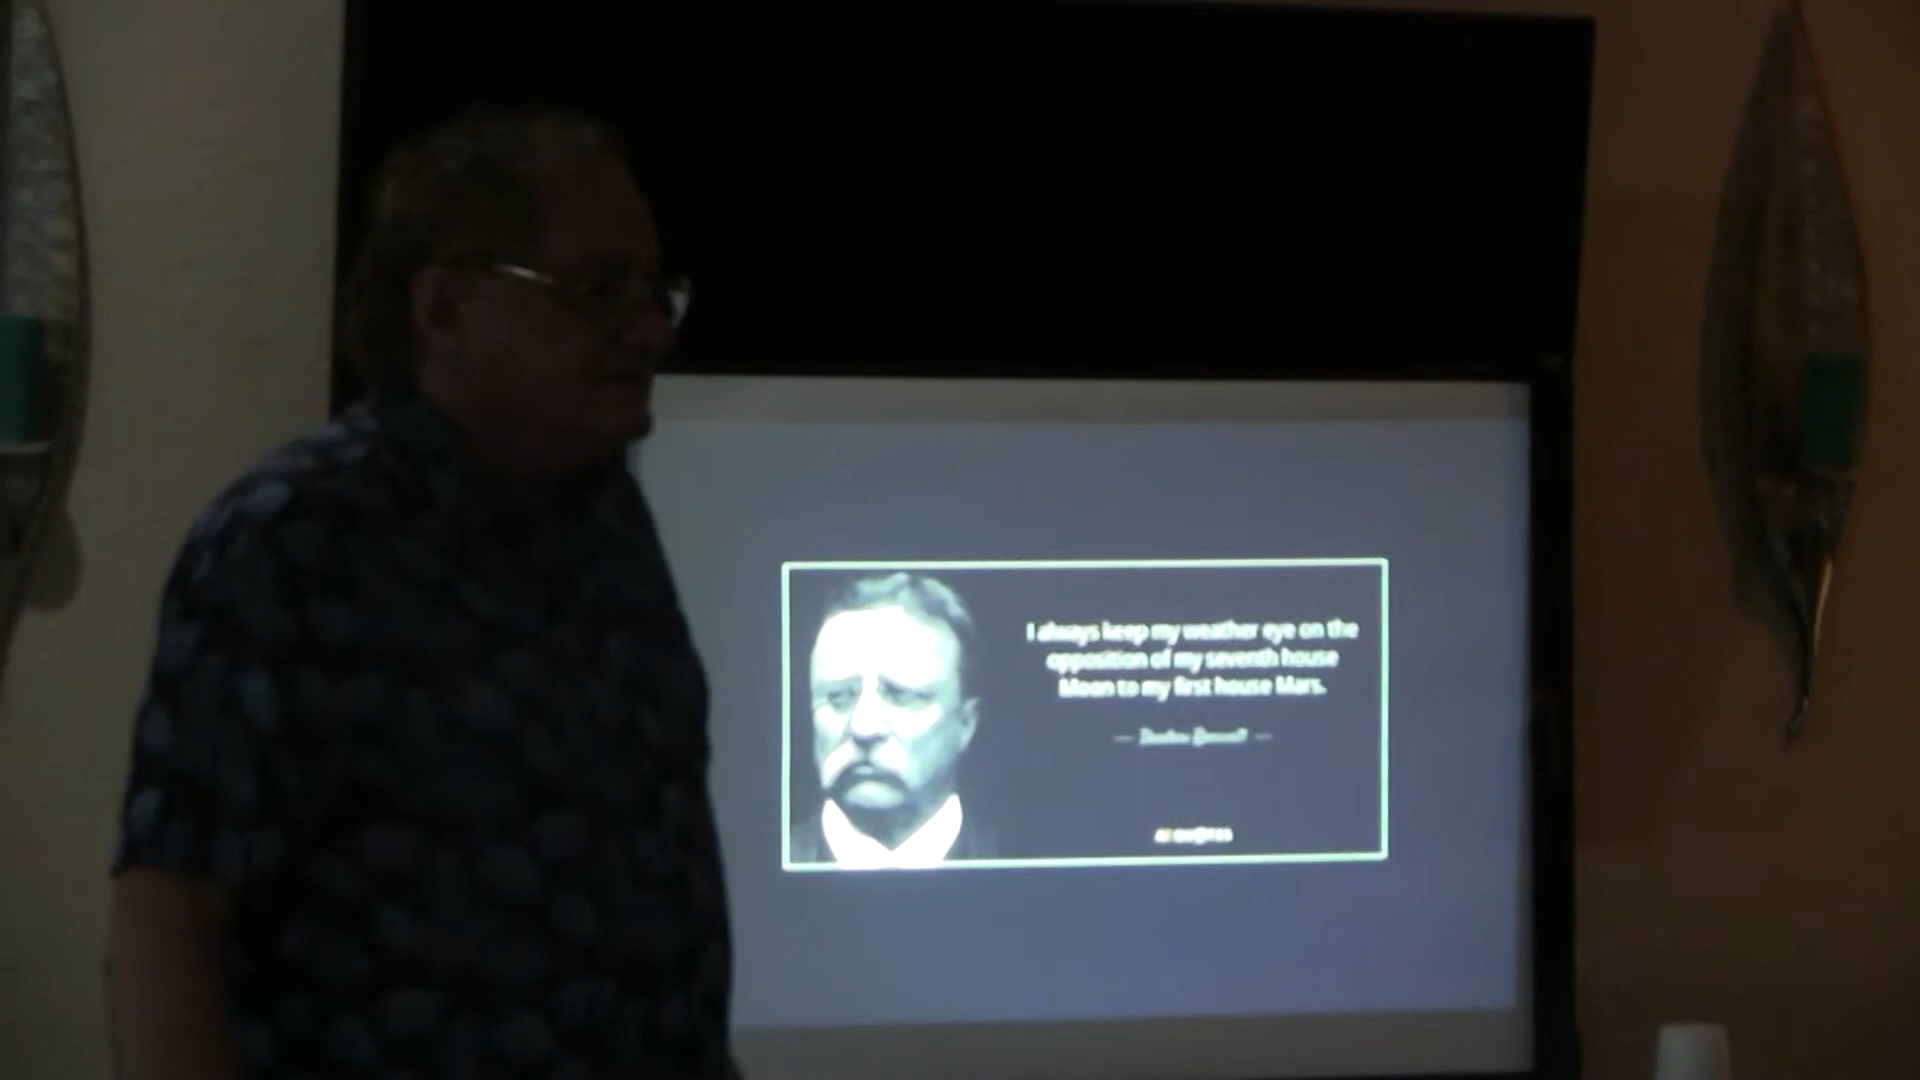 I always keep my weather eye on the
opposition of my seventh house
Moon to my first house Mars.